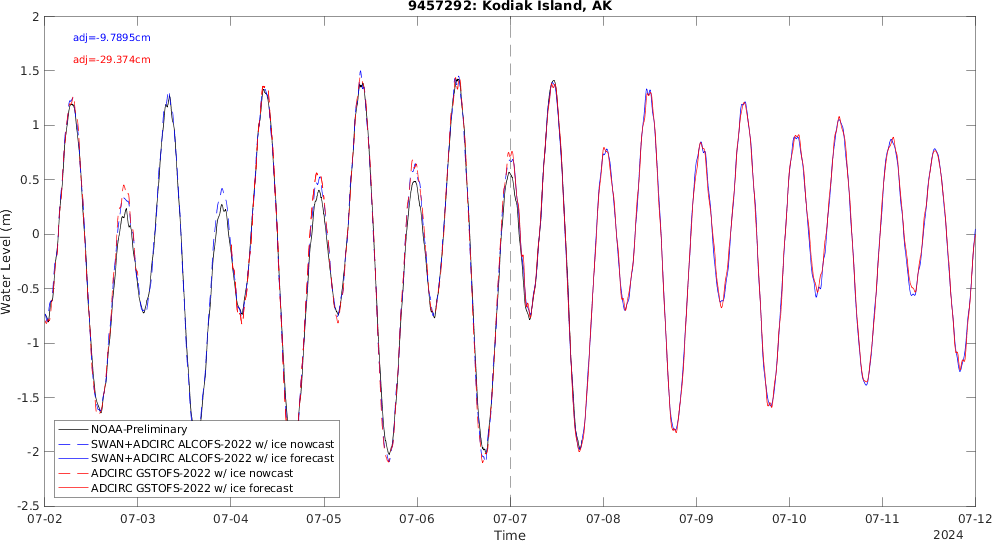 9457292: Kodiak Island, AK
adj=-9.7895cm
adj=-29.374cm
Water Level (m)
2
1.5
1
0.5
0
-0.5
-1
-1.5
-2
-2.5
NOAA-Preliminary
SWAN+ADCIRC ALCOFS-2022 w/ ice nowcast
SWAN+ADCIRC ALCOFS-2022 w/ ice forecast
ADCIRC GSTOFS-2022 w/ ice nowcast
ADCIRC GSTOFS-2022 w/ ice forecast
07-02 07-03 07-04 07-05 07-06 07-07 07-08 07-09 07-10 07-11 07-12
Time
2024